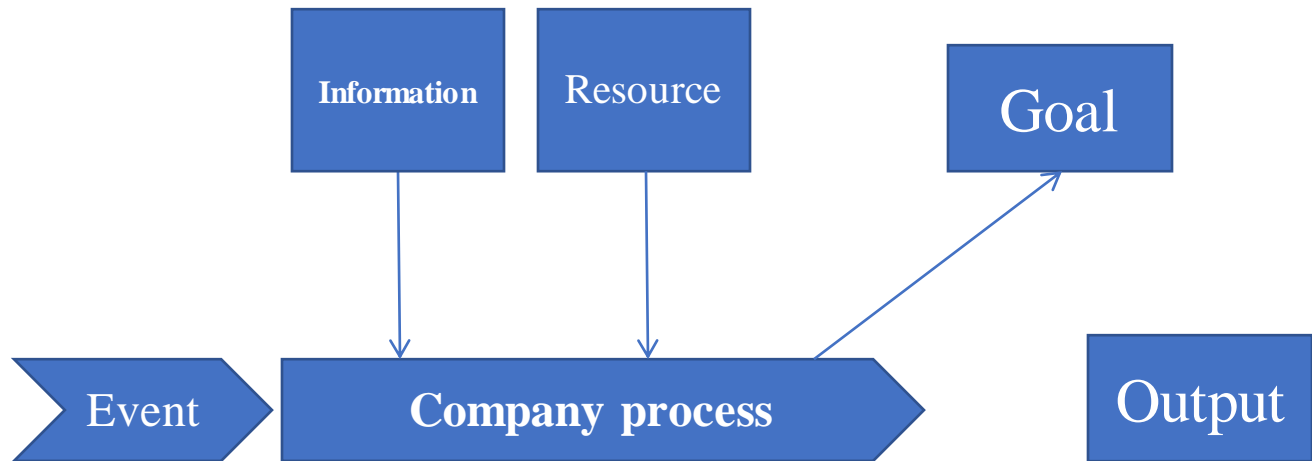 Information
Resource
Goal
Event
Company process
Output